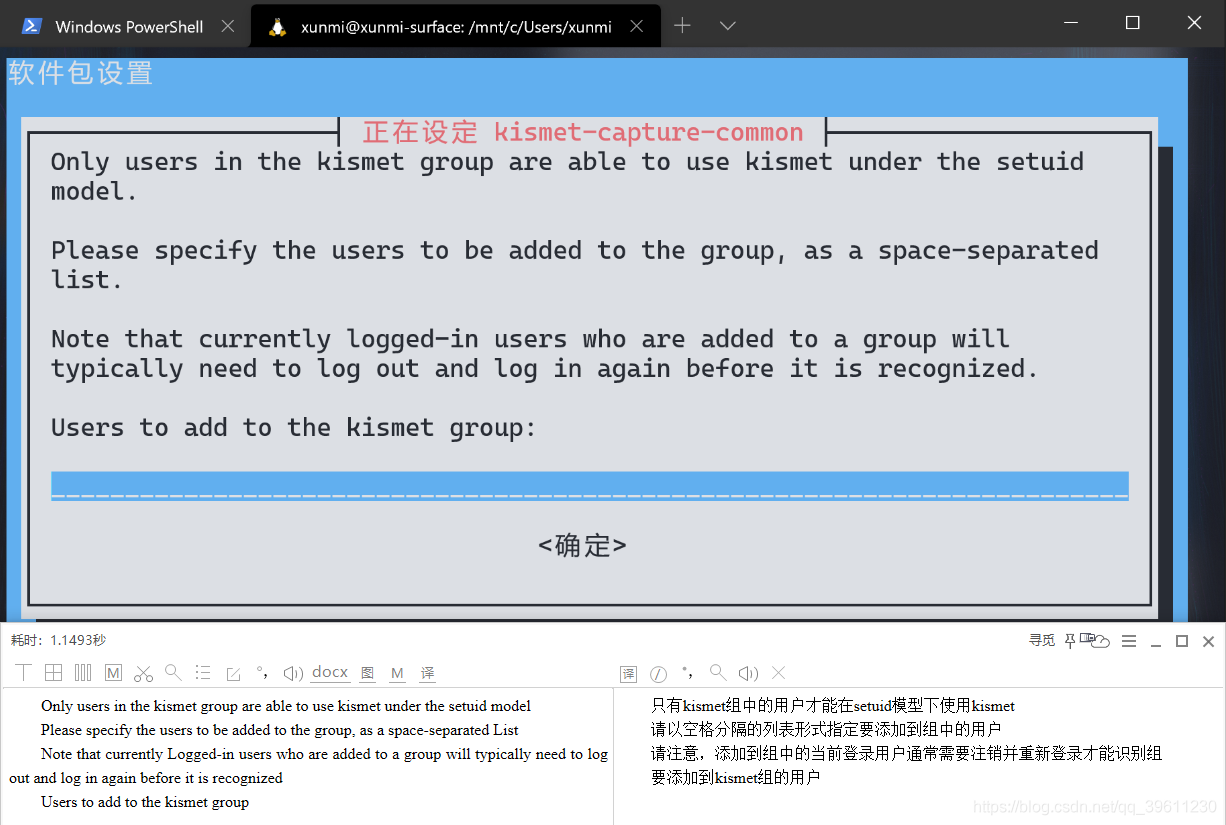 Windows PowerShell
xunmi@xunmi-surface: /mnt/c/Users/xunmi
软件包设置
正在设定 kismet-capture-common
Only users in the kismet group are able to use kismet under the setuid
model.
Please specify the users to be added to the group, as a space-separated
list.
Note that currently logged-in users who are added to a group will
typically need to log out and log in again before it is recognized.
Users to add to the kismet group:
<确定>
耗时：1.1493秒
寻觅
M
docx 图 M 译
译
Only users in the kismet group are able to use kismet under the setuid model
Please specify the users to be added to the group, as a space-separated List
Note that currently Logged-in users who are added to a group will typically need to log
out and log in again before it is recognized
Users to add to the kismet group
只有kismet组中的用户才能在setuid模型下使用kismet
请以空格分隔的列表形式指定要添加到组中的用户
请注意，添加到组中的当前登录用户通常需要注销并重新登录才能识别组
要添加到kismet组的用户
https://blog.csdn.net/qq_39611230